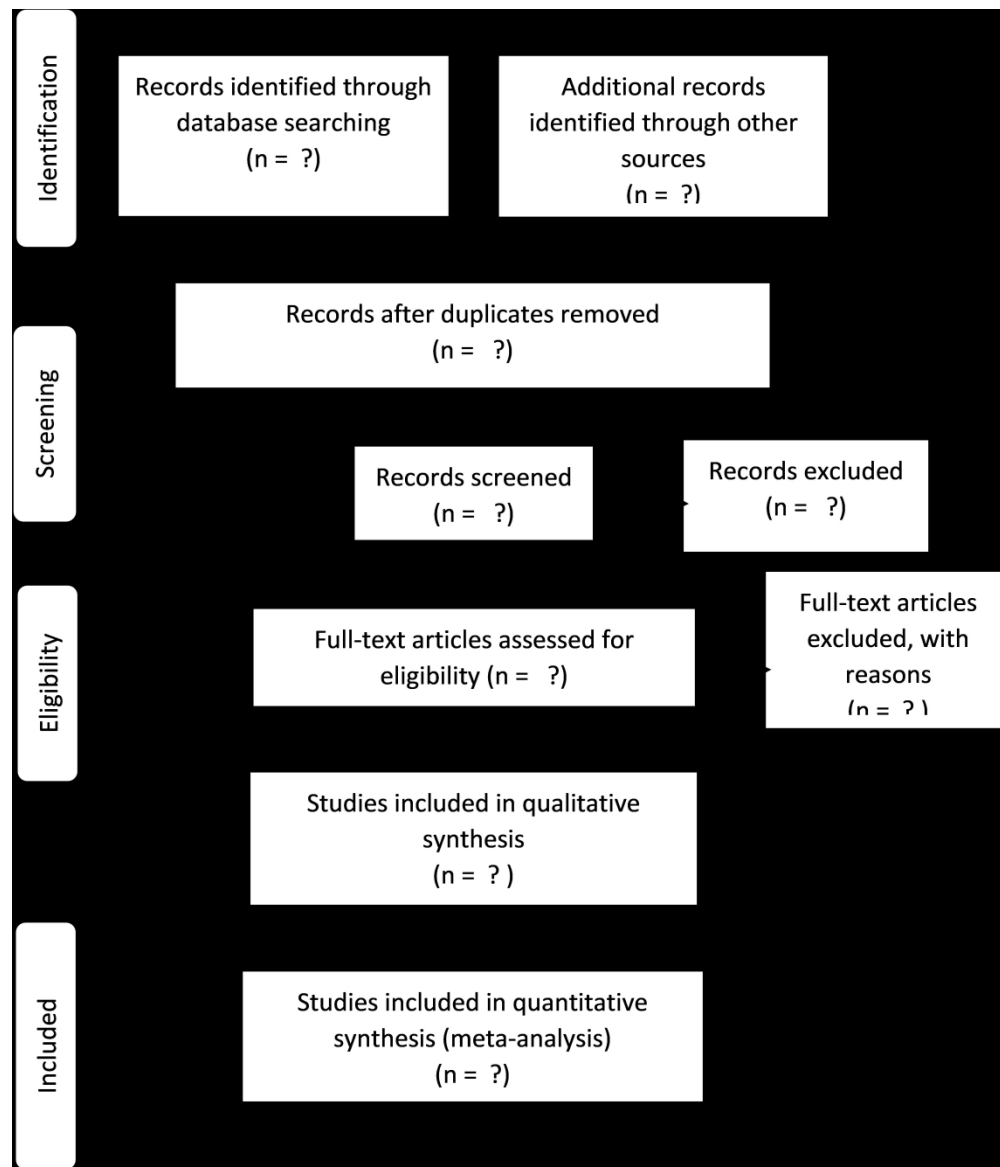 Identification
Records identified through
database searching
(n = ?)
Additional records
identified through other
sources
(n = ?)
Screening
Records after duplicates removed
(n = ?)
Records screened
(n = ?)
Records excluded
(n = ?)
Eligibility
Full-text articles assessed for
eligibility (n = ?)
Full-text articles
excluded, with
reasons
(n = ? )
Studies included in qualitative
synthesis
(n = ? )
Included
Studies included in quantitative
synthesis (meta-analysis)
(n = ?)